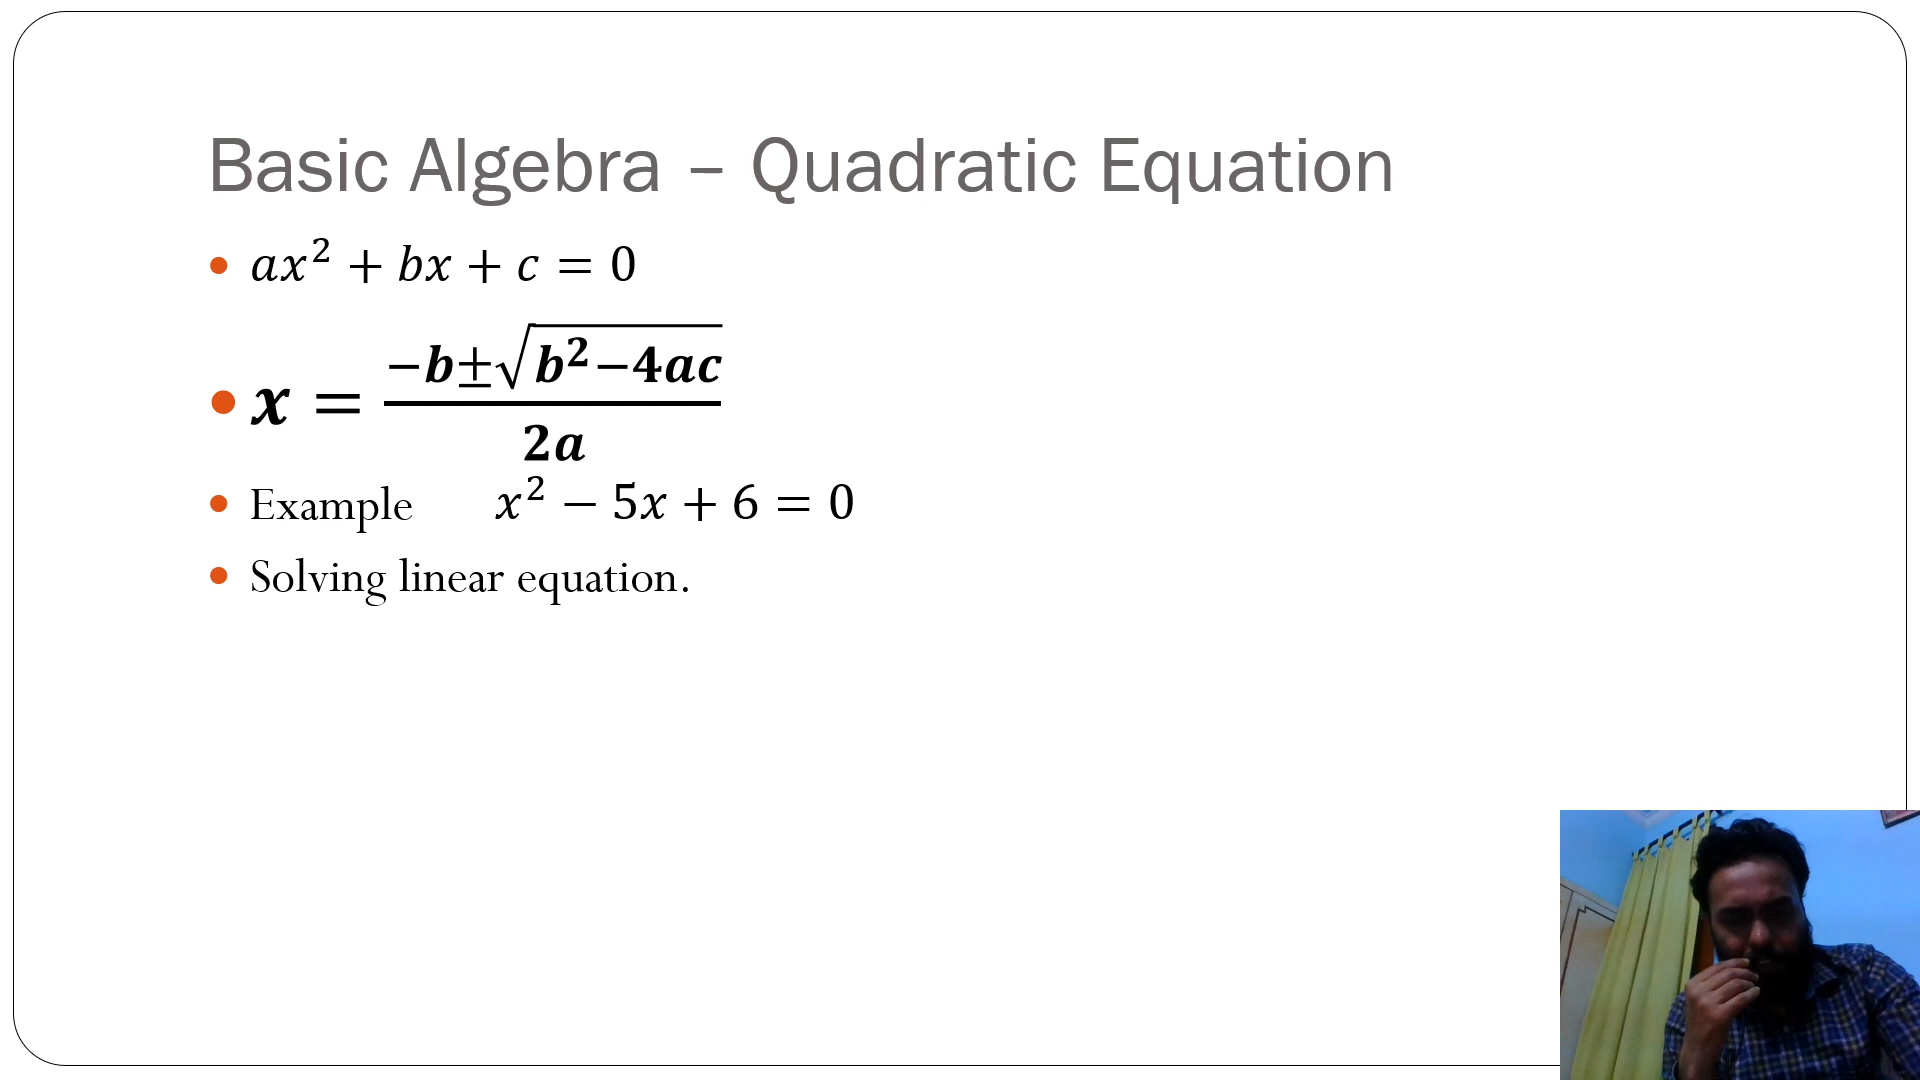 Basic Algebra – Quadratic Equation
ax² + bx + c = 0
x = (−b±√(b²−4ac))/(2a)
Example x² − 5x + 6 = 0
Solving linear equation.